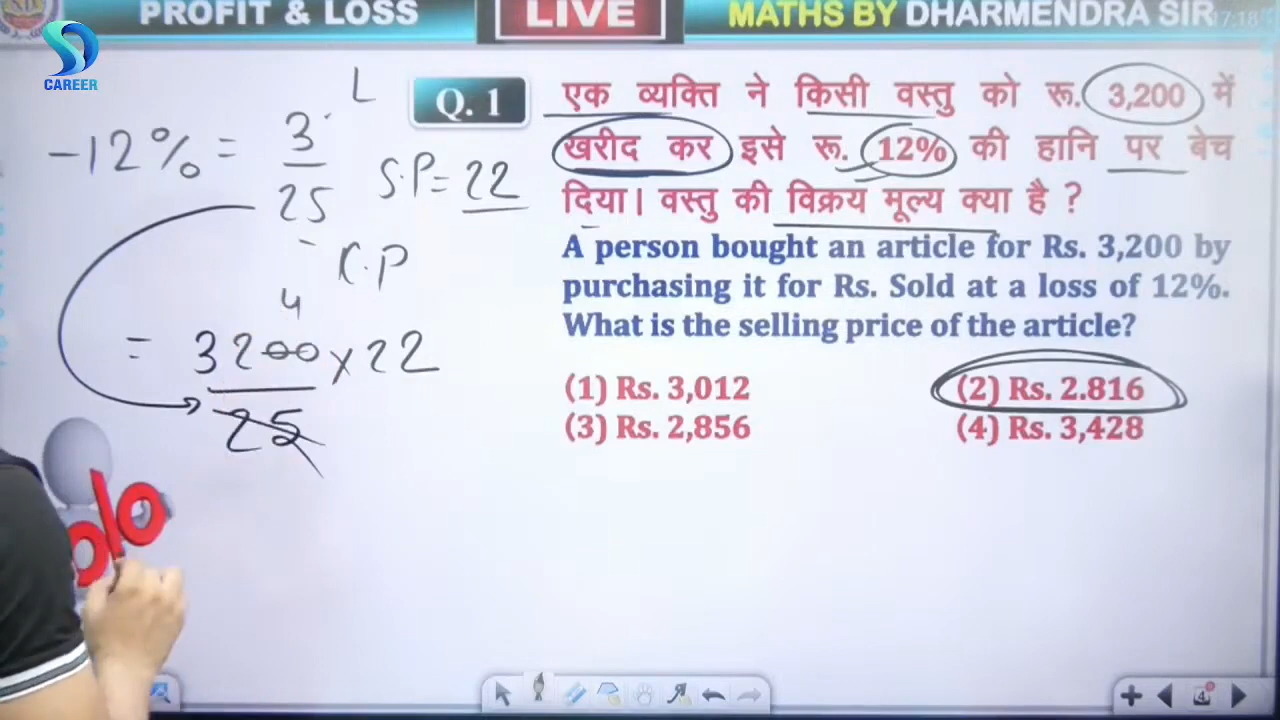 PROFIT & LOSS
LIVE
MATHS BY DHARMENDRA SIR
17:18
CAREER
Q. 1
एक व्यक्ति ने किसी वस्तु को रू. 3,200 में
खरीद कर इसे रू. 12% की हानि पर बेच
दिया। वस्तु की विक्रय मूल्य क्या है ?
A person bought an article for Rs. 3,200 by
purchasing it for Rs. Sold at a loss of 12%.
What is the selling price of the article?
(1) Rs. 3,012
(2) Rs. 2.816
(3) Rs. 2,856
(4) Rs. 3,428
L
-12% = 3
25
S.P= 22
C.P
4
= 3200 x 22
25
%
4